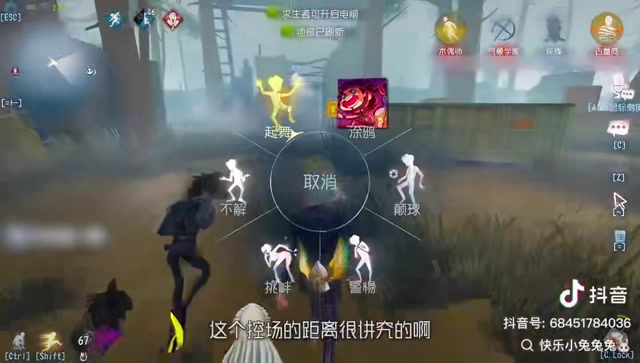 [ESC]
求生者可开启电闸
地窖已刷新
木偶师
气象学家
古董商
起舞
涂鸦
[C]
不解
取消
颠球
[Z]
挑衅
警惕
抖音
抖音号: 68451784036
这个控场的距离很讲究的啊
快乐小兔兔兔
67
[Ctrl]
[Shift]
[C.Lock]